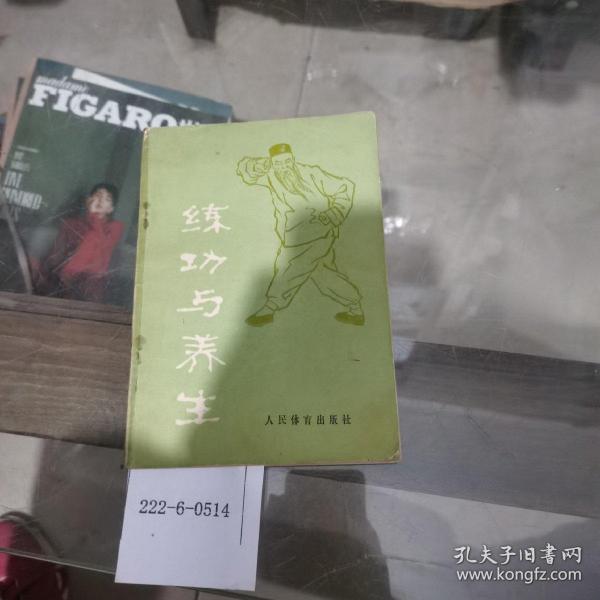 madame
FIGARO
练功与养生
人民体育出版社
222-6-0514
孔夫子旧书网
www.kongfz.com